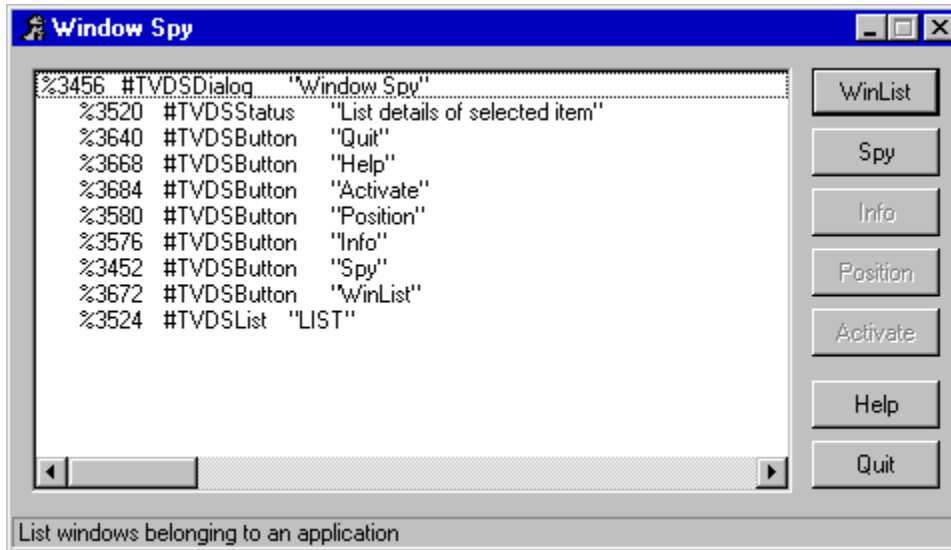 Window Spy
%3456 #TVDSDialog "Window Spy"
%3520 #TVDSStatus "List details of selected item"
%3640 #TVDSButton "Quit"
%3668 #TVDSButton "Help"
%3684 #TVDSButton "Activate"
%3580 #TVDSButton "Position"
%3576 #TVDSButton "Info"
%3452 #TVDSButton "Spy"
%3672 #TVDSButton "WinList"
%3524 #TVDSList "LIST"
WinList
Spy
Info
Position
Activate
Help
Quit
List windows belonging to an application